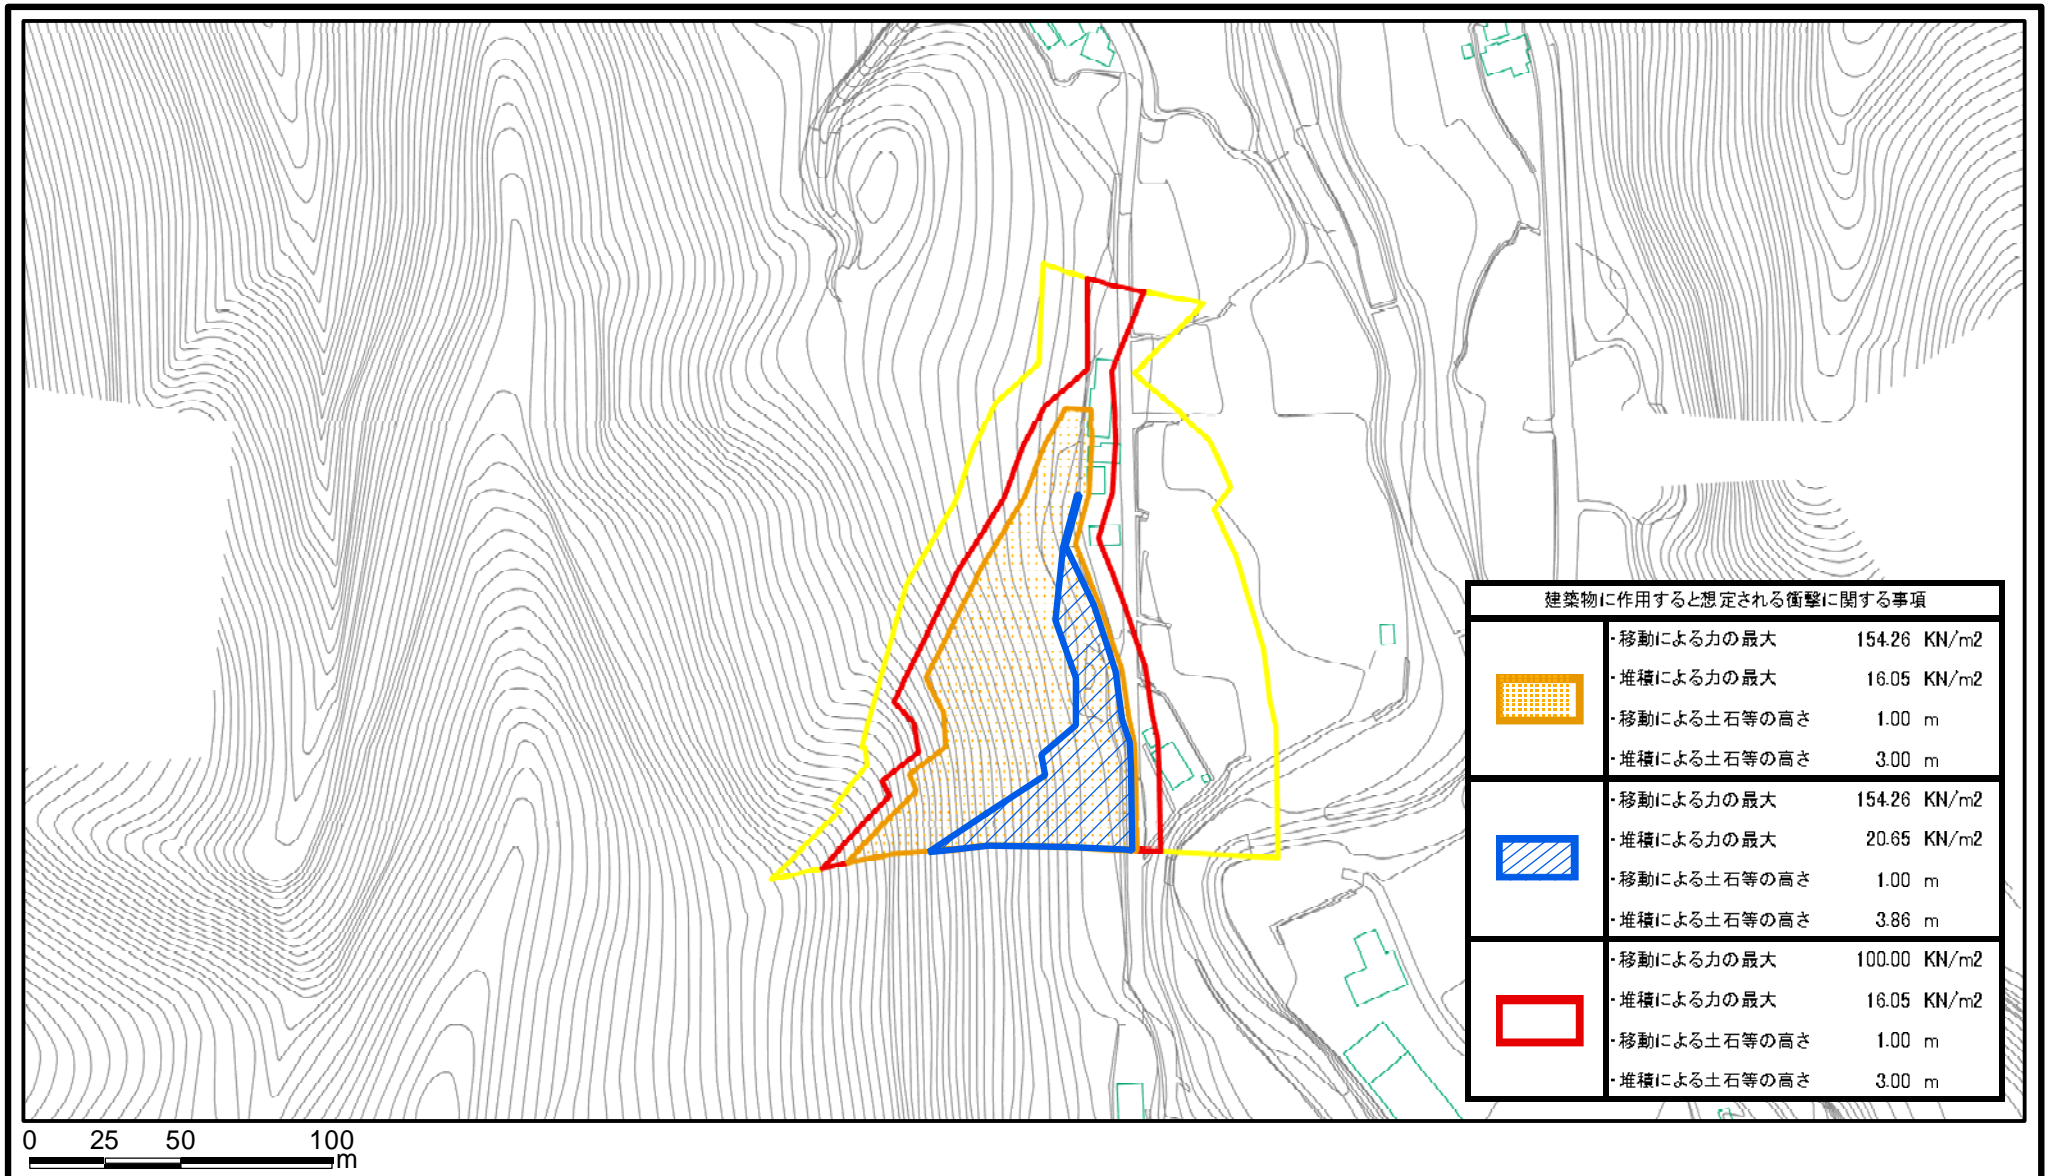 建築物に作用すると想定される衝撃に関する事項
・移動による力の最大 154.26 KN/m2
・堆積による力の最大 16.05 KN/m2
・移動による土石等の高さ 1.00 m
・堆積による土石等の高さ 3.00 m
・移動による力の最大 154.26 KN/m2
・堆積による力の最大 20.65 KN/m2
・移動による土石等の高さ 1.00 m
・堆積による土石等の高さ 3.86 m
・移動による力の最大 100.00 KN/m2
・堆積による力の最大 16.05 KN/m2
・移動による土石等の高さ 1.00 m
・堆積による土石等の高さ 3.00 m
0 25 50 100
m